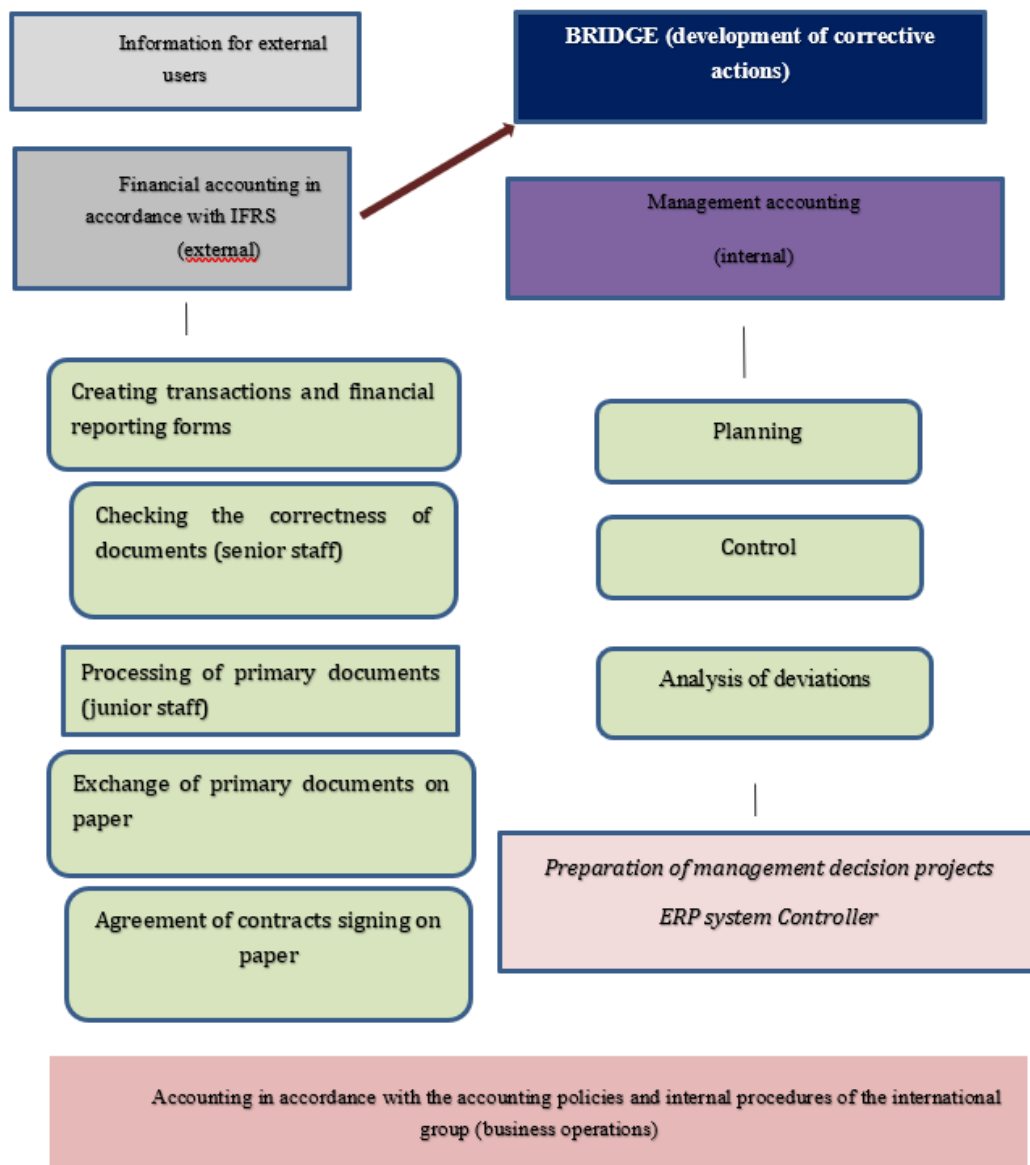 Information for external
users
BRIDGE (development of corrective
actions)
Financial accounting in
accordance with IFRS
(external)
Management accounting
(internal)
Creating transactions and financial
reporting forms
Checking the correctness of
documents (senior staff)
Processing of primary documents
(junior staff)
Exchange of primary documents on
paper
Agreement of contracts signing on
paper
Planning
Control
Analysis of deviations
Preparation of management decision projects
ERP system Controller
Accounting in accordance with the accounting policies and internal procedures of the international
group (business operations)